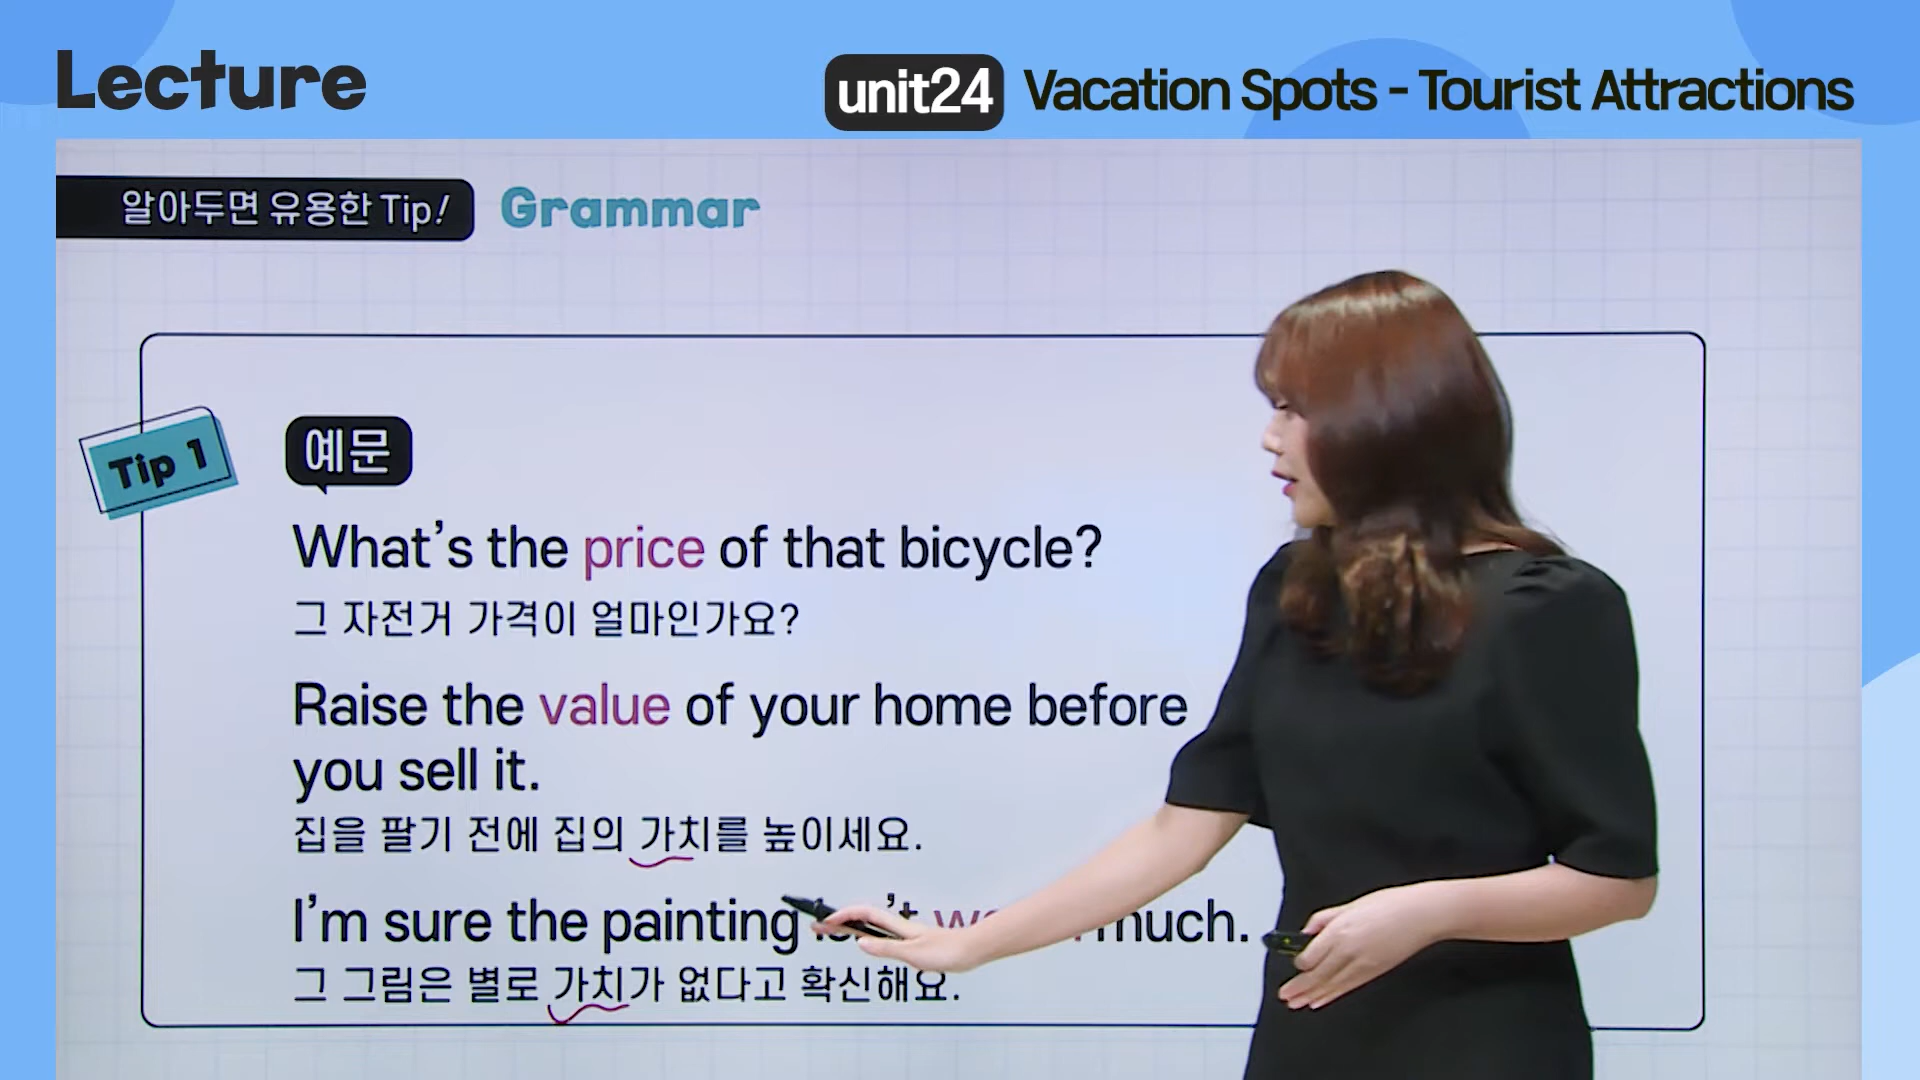 Lecture
unit24 Vacation Spots - Tourist Attractions
알아두면 유용한 Tip! Grammar
Tip 1
예문
What's the price of that bicycle?
그 자전거 가격이 얼마인가요?
Raise the value of your home before
you sell it.
집을 팔기 전에 집의 가치를 높이세요.
I'm sure the painting much.
그 그림은 별로 가치가 없다고 확신해요.